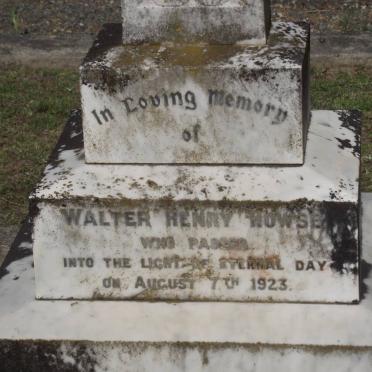 In Loving Memory
of
WALTER HENRY HOWSE
WHO PASSED
INTO THE LIGHT OF ETERNAL DAY
ON AUGUST 7TH 1923.